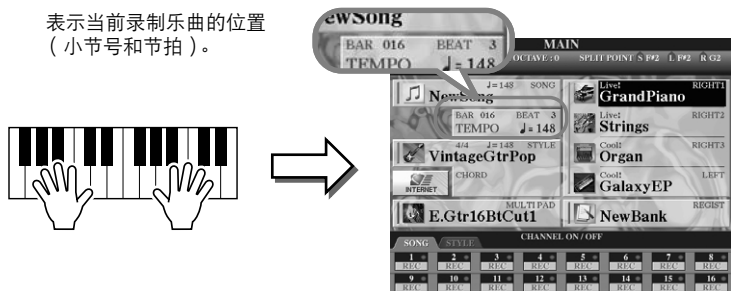 表示当前录制乐曲的位置
（小节号和节拍）。
ewSong
BAR 016 BEAT 3
TEMPO ♩= 148
MAIN
OCTAVE : 0 SPLIT POINT S F#2 L F#2 R G2
♩= 148 SONG
NewSong
BAR 016 BEAT 3
TEMPO ♩= 148
4/4 ♩= 148 STYLE
VintageGtrPop
CHORD
INTERNET
MULTI PAD
E.Gtr16BtCut1
Live! RIGHT1
GrandPiano
Live! RIGHT2
Strings
Cool! RIGHT3
Organ
Cool! LEFT
GalaxyEP
REGIST
NewBank
CHANNEL ON / OFF
SONG STYLE
1 2 3 4 5 6 7 8
REC REC REC REC REC REC REC REC
9 10 11 12 13 14 15 16
REC REC REC REC REC REC REC REC